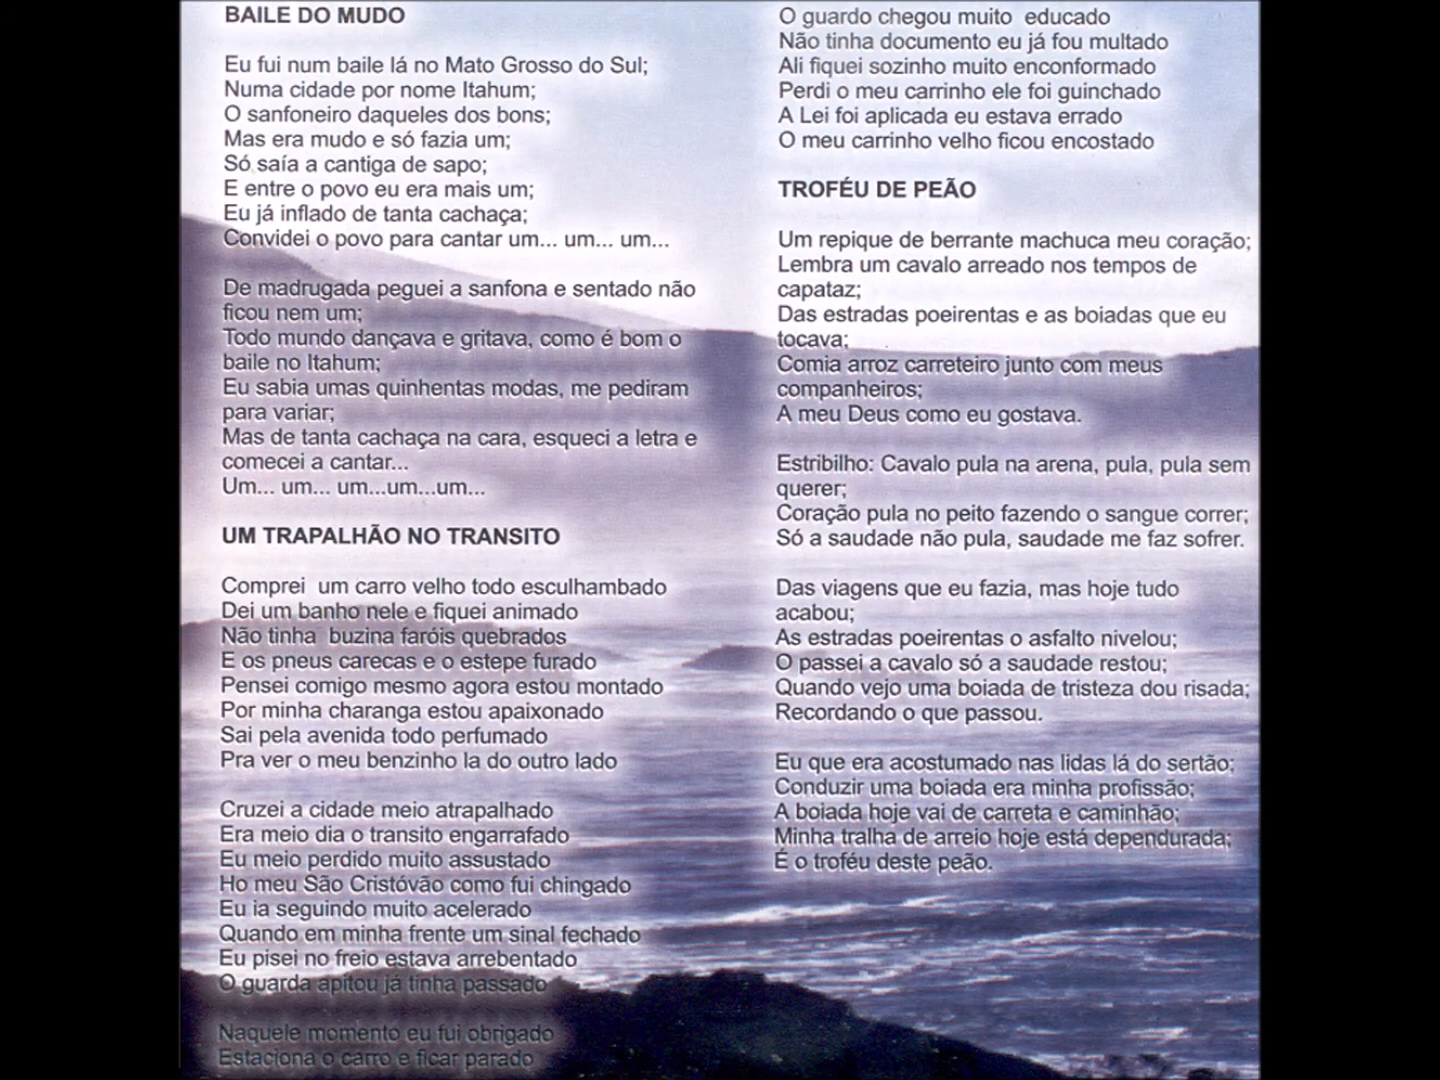 BAILE DO MUDO
Eu fui num baile lá no Mato Grosso do Sul;
Numa cidade por nome Itahum;
O sanfoneiro daqueles dos bons;
Mas era mudo e só fazia um;
Só saía a cantiga de sapo;
E entre o povo eu era mais um;
Eu já inflado de tanta cachaça;
Convidei o povo para cantar um... um... um...
De madrugada peguei a sanfona e sentado não
ficou nem um;
Todo mundo dançava e gritava, como é bom o
baile no Itahum;
Eu sabia umas quinhentas modas, me pediram
para variar;
Mas de tanta cachaça na cara, esqueci a letra e
comecei a cantar...
Um... um... um...um...um...
UM TRAPALHÃO NO TRANSITO
Comprei um carro velho todo esculhambado
Dei um banho nele e fiquei animado
Não tinha buzina faróis quebrados
E os pneus carecas e o estepe furado
Pensei comigo mesmo agora estou montado
Por minha charanga estou apaixonado
Sai pela avenida todo perfumado
Pra ver o meu benzinho la do outro lado
Cruzei a cidade meio atrapalhado
Era meio dia o transito engarrafado
Eu meio perdido muito assustado
Ho meu São Cristóvão como fui chingado
Eu ia seguindo muito acelerado
Quando em minha frente um sinal fechado
Eu pisei no freio estava arrebentado
O guarda apitou já tinha passado
Naquele momento eu fui obrigado
Estaciona o carro e ficar parado
O guardo chegou muito educado
Não tinha documento eu já fou multado
Ali fiquei sozinho muito enconformado
Perdi o meu carrinho ele foi guinchado
A Lei foi aplicada eu estava errado
O meu carrinho velho ficou encostado
TROFÉU DE PEÃO
Um repique de berrante machuca meu coração;
Lembra um cavalo arreado nos tempos de
capataz;
Das estradas poeirentas e as boiadas que eu
tocava;
Comia arroz carreteiro junto com meus
companheiros;
A meu Deus como eu gostava.
Estribilho: Cavalo pula na arena, pula, pula sem
querer;
Coração pula no peito fazendo o sangue correr;
Só a saudade não pula, saudade me faz sofrer.
Das viagens que eu fazia, mas hoje tudo
acabou;
As estradas poeirentas o asfalto nivelou;
O passei a cavalo só a saudade restou;
Quando vejo uma boiada de tristeza dou risada;
Recordando o que passou.
Eu que era acostumado nas lidas lá do sertão;
Conduzir uma boiada era minha profissão;
A boiada hoje vai de carreta e caminhão;
Minha tralha de arreio hoje está dependurada;
É o troféu deste peão.